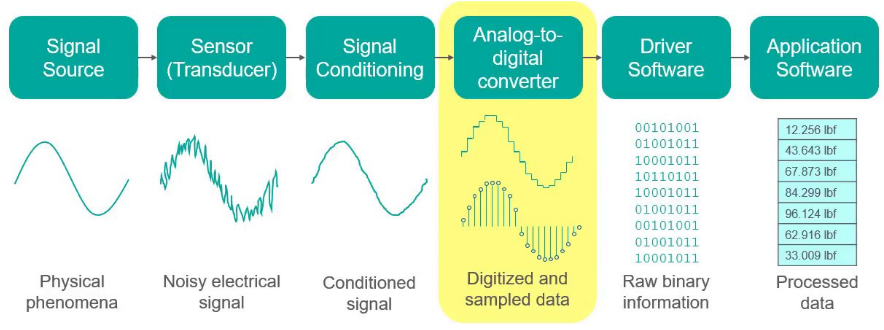 Signal
Source
Sensor
(Transducer)
Signal
Conditioning
Analog-to-
digital
converter
Driver
Software
Application
Software
00101001
01001011
10001011
10110101
10001011
01001011
00101001
01001011
10001011
12.256 lbf
43.643 lbf
67.873 lbf
84.299 lbf
96.124 lbf
62.916 lbf
33.009 lbf
Physical
phenomena
Noisy electrical
signal
Conditioned
signal
Digitized and
sampled data
Raw binary
information
Processed
data